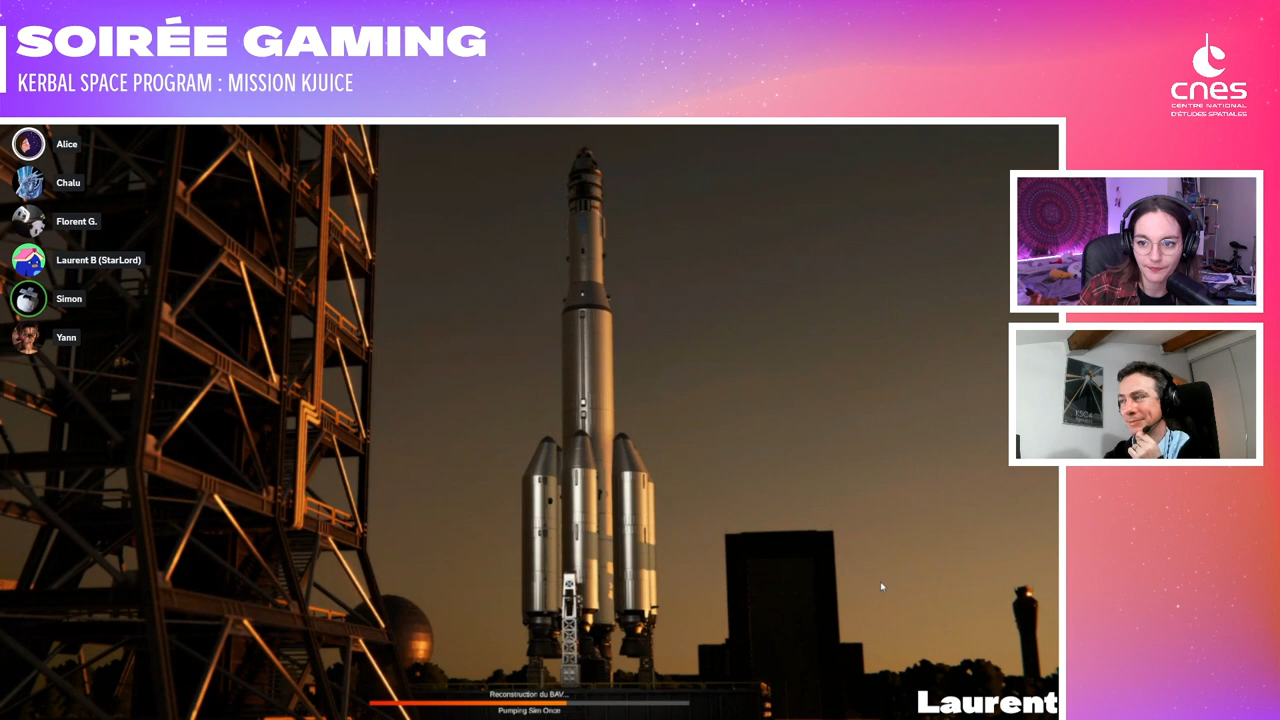 SOIRÉE GAMING
KERBAL SPACE PROGRAM : MISSION KJUICE
cnes
CENTRE NATIONAL
D'ÉTUDES SPATIALES
Alice
Chalu
Florent G.
Laurent B (StarLord)
Simon
Yann
Reconstruction du BAV...
Pumping Sim Once
Laurent